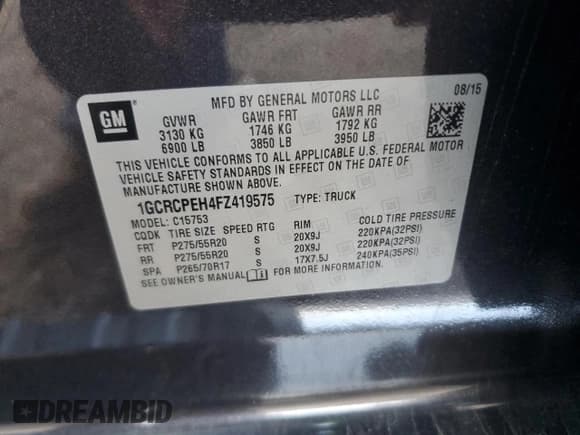 GM
MFD BY GENERAL MOTORS LLC 08/15
GVWR GAWR FRT GAWR RR
3130 KG 1746 KG 1792 KG
6900 LB 3850 LB 3950 LB
THIS VEHICLE CONFORMS TO ALL APPLICABLE U.S. FEDERAL MOTOR
VEHICLE SAFETY STANDARDS IN EFFECT ON THE DATE OF
MANUFACTURE SHOWN ABOVE.
1GCRCPEH4FZ419575 TYPE: TRUCK
MODEL: C15753
CODK TIRE SIZE SPEED RTG RIM COLD TIRE PRESSURE
FRT P275/55R20 S 20X9J 220KPA(32PSI)
RR P275/55R20 S 20X9J 220KPA(32PSI)
SPA P265/70R17 S 17X7.5J 240KPA(35PSI)
SEE OWNER'S MANUAL FOR MORE INFORMATION.
DREAMBID